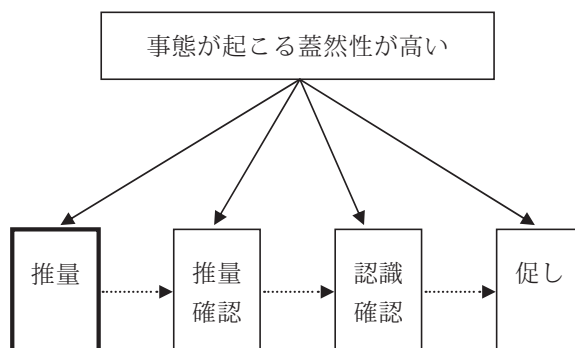 事態が起こる蓋然性が高い
推量
推量
確認
認識
確認
促し